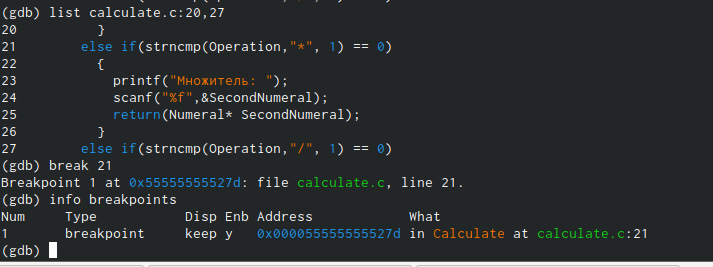 (gdb) list calculate.c:20,27
20 }
21 else if(strncmp(Operation,"*", 1) == 0)
22 {
23 printf("Множитель: ");
24 scanf("%f",&SecondNumeral);
25 return(Numeral* SecondNumeral);
26 }
27 else if(strncmp(Operation,"/", 1) == 0)
(gdb) break 21
Breakpoint 1 at 0x55555555527d: file calculate.c, line 21.
(gdb) info breakpoints
Num Type Disp Enb Address What
1 breakpoint keep y 0x000055555555527d in Calculate at calculate.c:21
(gdb)